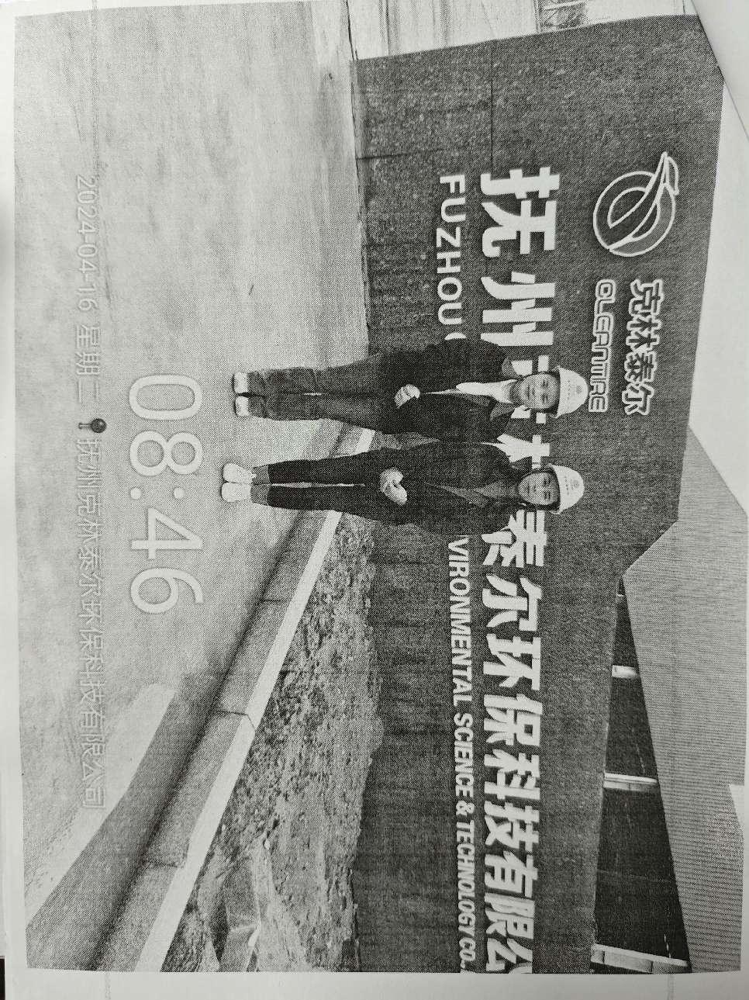 克林泰尔
CLEANTIRE
抚州 泰尔环保科技有限公
FUZHOU VIRONMENTAL SCIENCE & TECHNOLOGY CO.,
08:46
2024-04-16 星期二 抚州克林泰尔环保科技有限公司